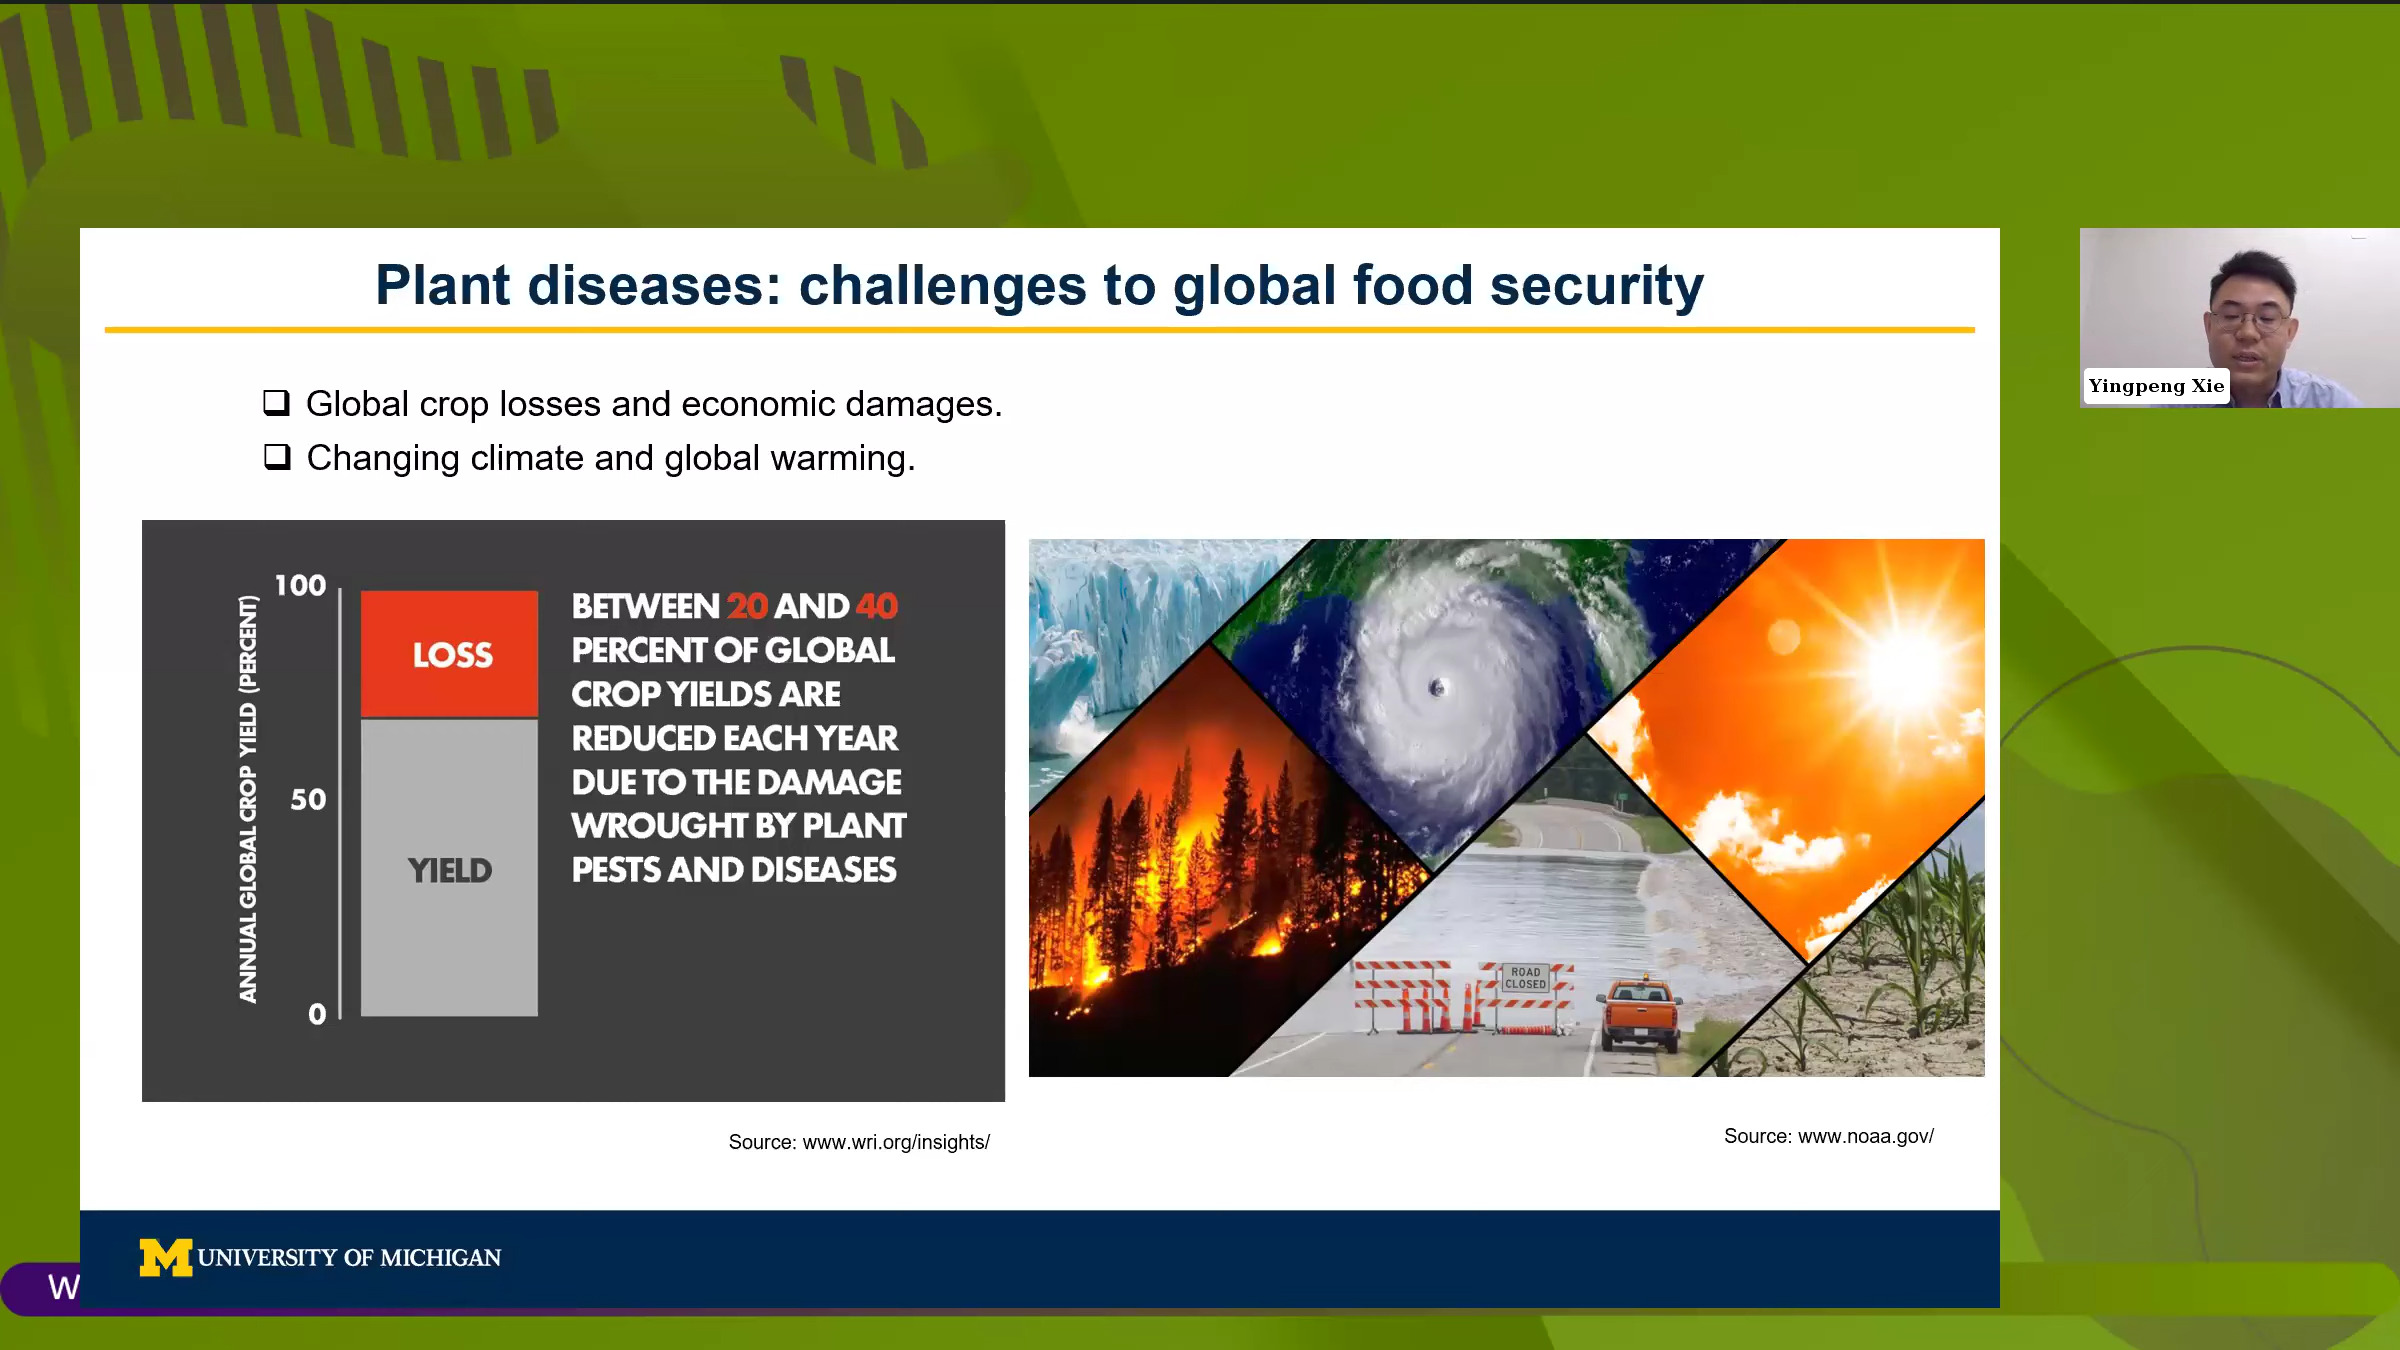 Plant diseases: challenges to global food security
Yingpeng Xie
❑ Global crop losses and economic damages.
❑ Changing climate and global warming.
ANNUAL GLOBAL CROP YIELD (PERCENT)
100
50
0
LOSS
YIELD
BETWEEN 20 AND 40
PERCENT OF GLOBAL
CROP YIELDS ARE
REDUCED EACH YEAR
DUE TO THE DAMAGE
WROUGHT BY PLANT
PESTS AND DISEASES
ROAD
CLOSED
Source: www.wri.org/insights/
Source: www.noaa.gov/
M UNIVERSITY OF MICHIGAN
W